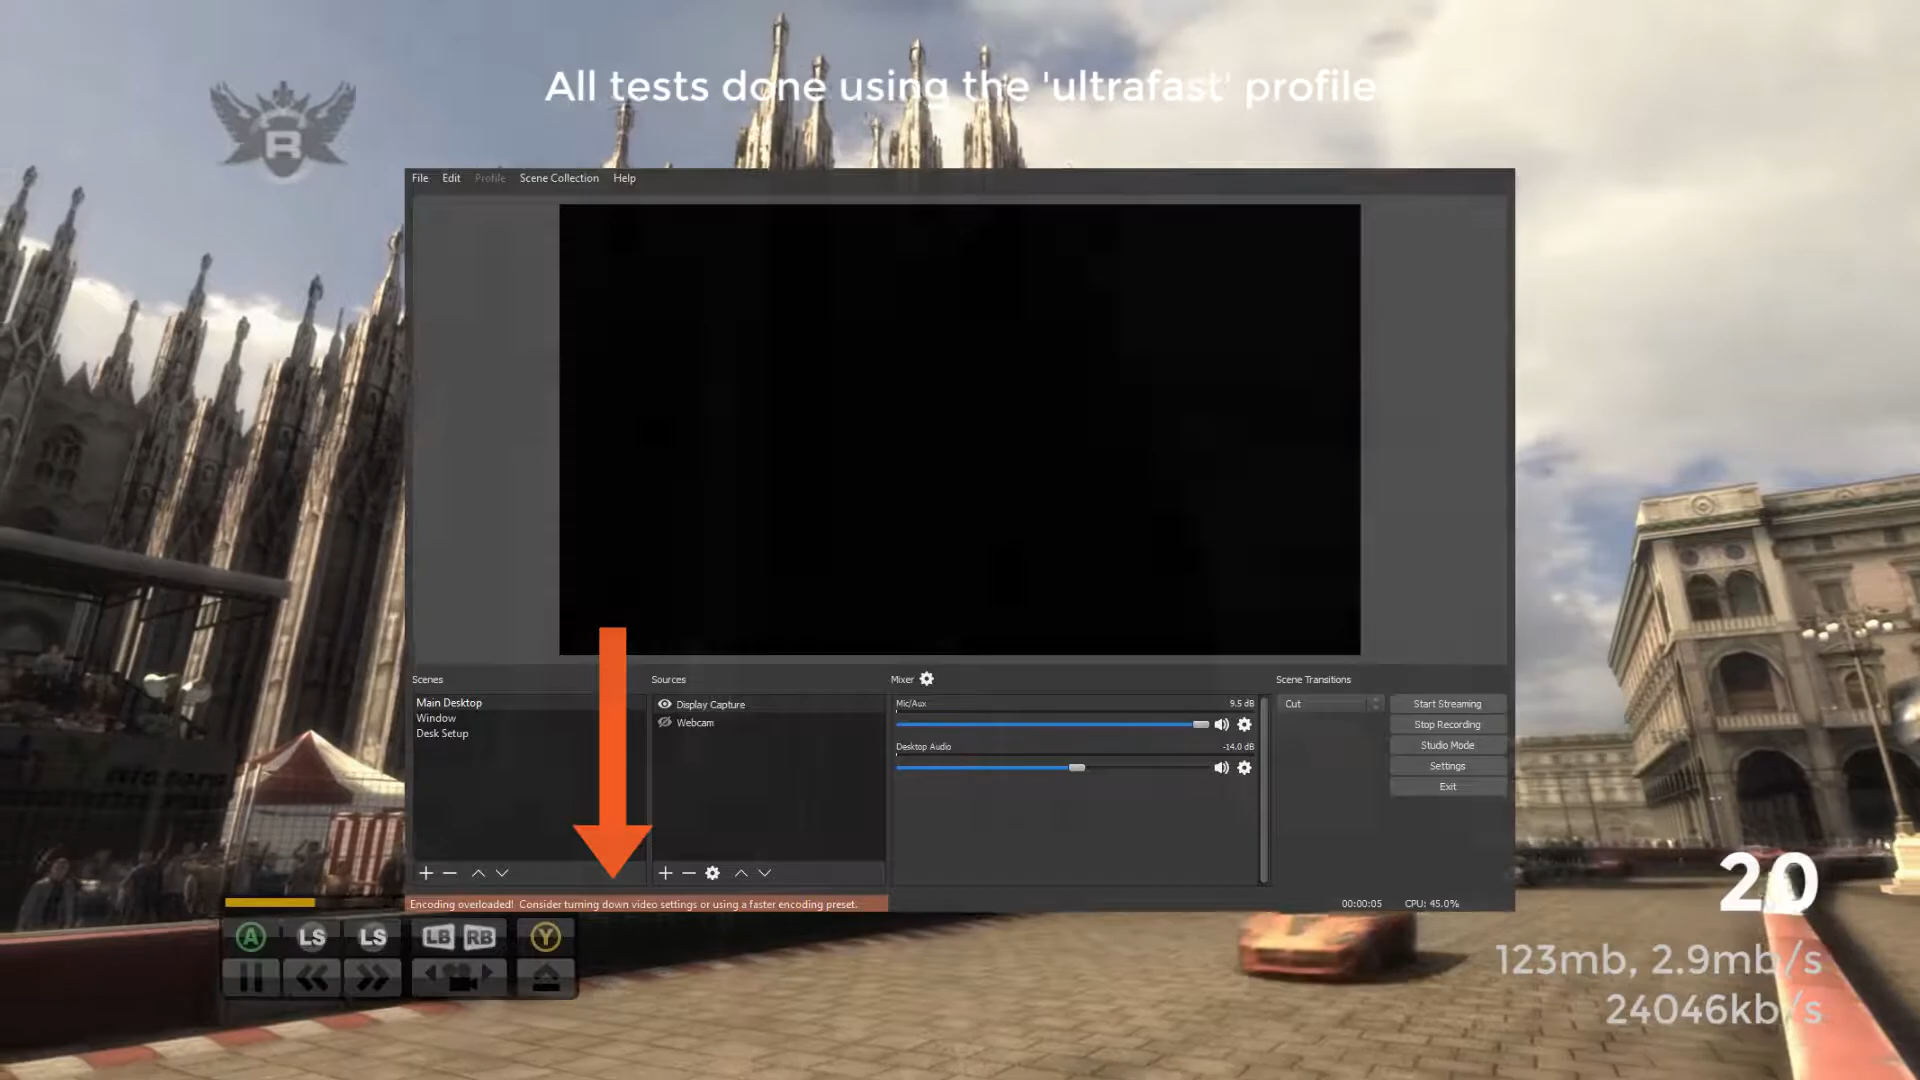 All tests done using the 'ultrafast' profile
R
File Edit Profile Scene Collection Help
Scenes
Main Desktop
Window
Desk Setup
Sources
Display Capture
Webcam
Mixer
Mic/Aux 9.5 dB
Desktop Audio -14.0 dB
Scene Transitions
Cut
Start Streaming
Stop Recording
Studio Mode
Settings
Exit
Encoding overloaded! Consider turning down video settings or using a faster encoding preset.
00:00:05 CPU: 45.0%
A LS LS LB RB Y
20
123mb, 2.9mb/s
24046kb/s